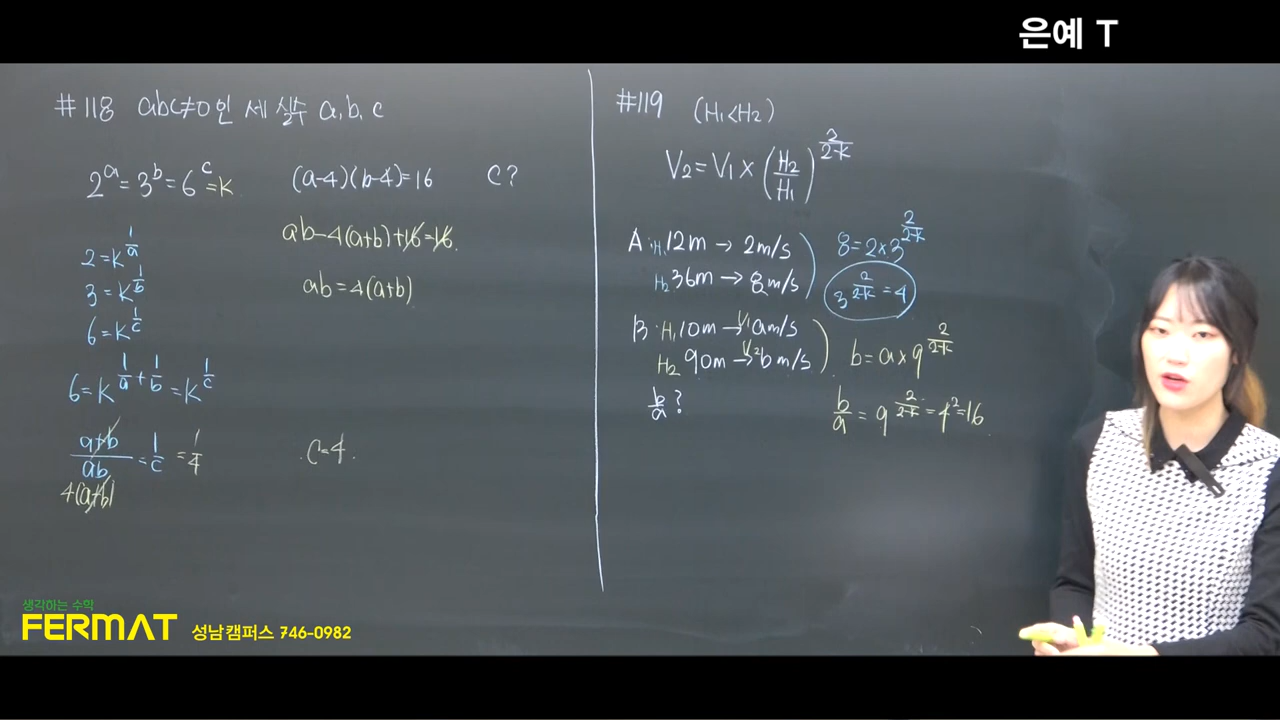 은예 T
#118 abc≠0인 세 실수 a, b, c
2^a = 3^b = 6^c = k (a-4)(b-4)=16 c?
ab-4(a+b)+16=16.
2=k^(1/a)
ab=4(a+b)
3=k^(1/b)
6=k^(1/c)
6=k^(1/a+1/b)=k^(1/c)
(a+b)/ab=1/c =1/4
4(a+b)
∴c=4.
#119 (H₁<H₂)
V₂=V₁×(H₂/H₁)^(2/(2-k))
A: H₁ 12m → 2m/s 8=2×3^(2/(2-k))
H₂ 36m → 8m/s 3^(2/(2-k))=4
B: H₁ 10m → V₁ a m/s
H₂ 90m → V₂ b m/s b=a×9^(2/(2-k))
b/a? b/a=9^(2/(2-k))=4²=16
생각하는 수학
FERMAT 성남캠퍼스 746-0982